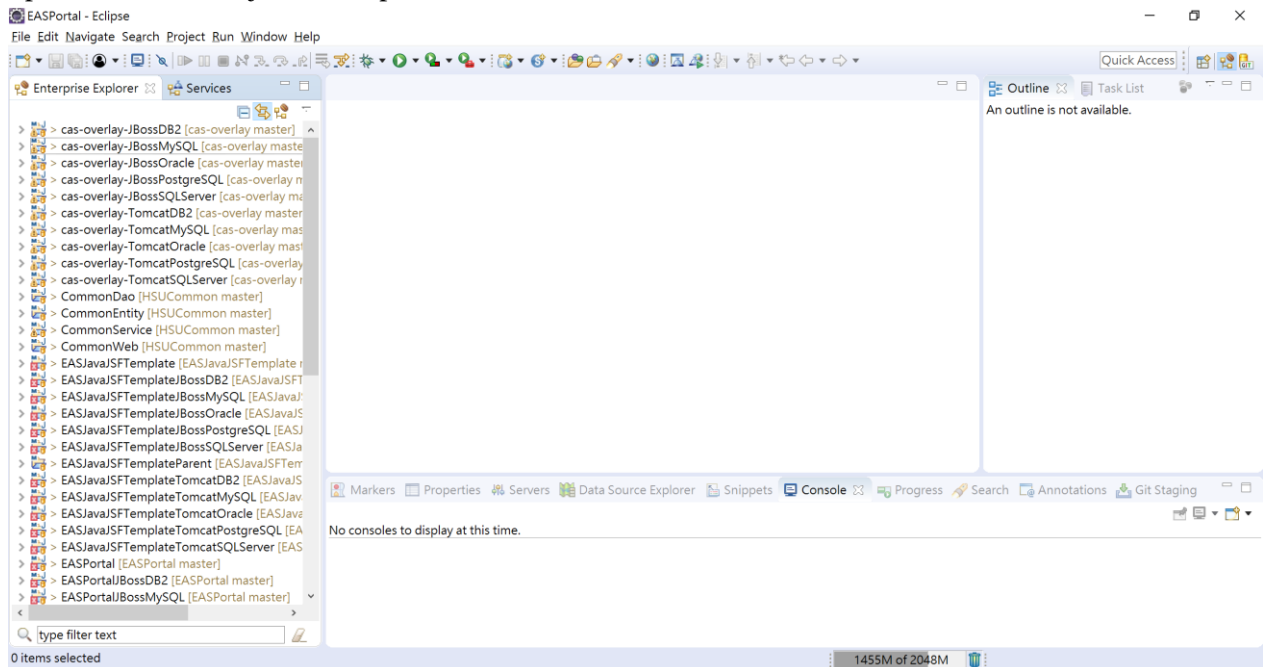 EASPortal - Eclipse
File Edit Navigate Search Project Run Window Help
Quick Access
Enterprise Explorer
Services
> cas-overlay-JBossDB2 [cas-overlay master]
> cas-overlay-JBossMySQL [cas-overlay maste
> cas-overlay-JBossOracle [cas-overlay master
> cas-overlay-JBossPostgreSQL [cas-overlay m
> cas-overlay-JBossSQLServer [cas-overlay ma
> cas-overlay-TomcatDB2 [cas-overlay master
> cas-overlay-TomcatMySQL [cas-overlay mas
> cas-overlay-TomcatOracle [cas-overlay mast
> cas-overlay-TomcatPostgreSQL [cas-overlay
> cas-overlay-TomcatSQLServer [cas-overlay r
> CommonDao [HSUCommon master]
> CommonEntity [HSUCommon master]
> CommonService [HSUCommon master]
> CommonWeb [HSUCommon master]
> EASJavaJSFTemplate [EASJavaJSFTemplate r
> EASJavaJSFTemplateJBossDB2 [EASJavaJSFT
> EASJavaJSFTemplateJBossMySQL [EASJavaJ
> EASJavaJSFTemplateJBossOracle [EASJavaJS
> EASJavaJSFTemplateJBossPostgreSQL [EASJ
> EASJavaJSFTemplateJBossSQLServer [EASJa
> EASJavaJSFTemplateParent [EASJavaJSFTem
> EASJavaJSFTemplateTomcatDB2 [EASJavaJS
> EASJavaJSFTemplateTomcatMySQL [EASJav
> EASJavaJSFTemplateTomcatOracle [EASJava
> EASJavaJSFTemplateTomcatPostgreSQL [EA
> EASJavaJSFTemplateTomcatSQLServer [EAS
> EASPortal [EASPortal master]
> EASPortalJBossDB2 [EASPortal master]
> EASPortalJBossMySQL [EASPortal master]
type filter text
0 items selected
Outline
Task List
An outline is not available.
Markers
Properties
Servers
Data Source Explorer
Snippets
Console
Progress
Search
Annotations
Git Staging
No consoles to display at this time.
1455M of 2048M